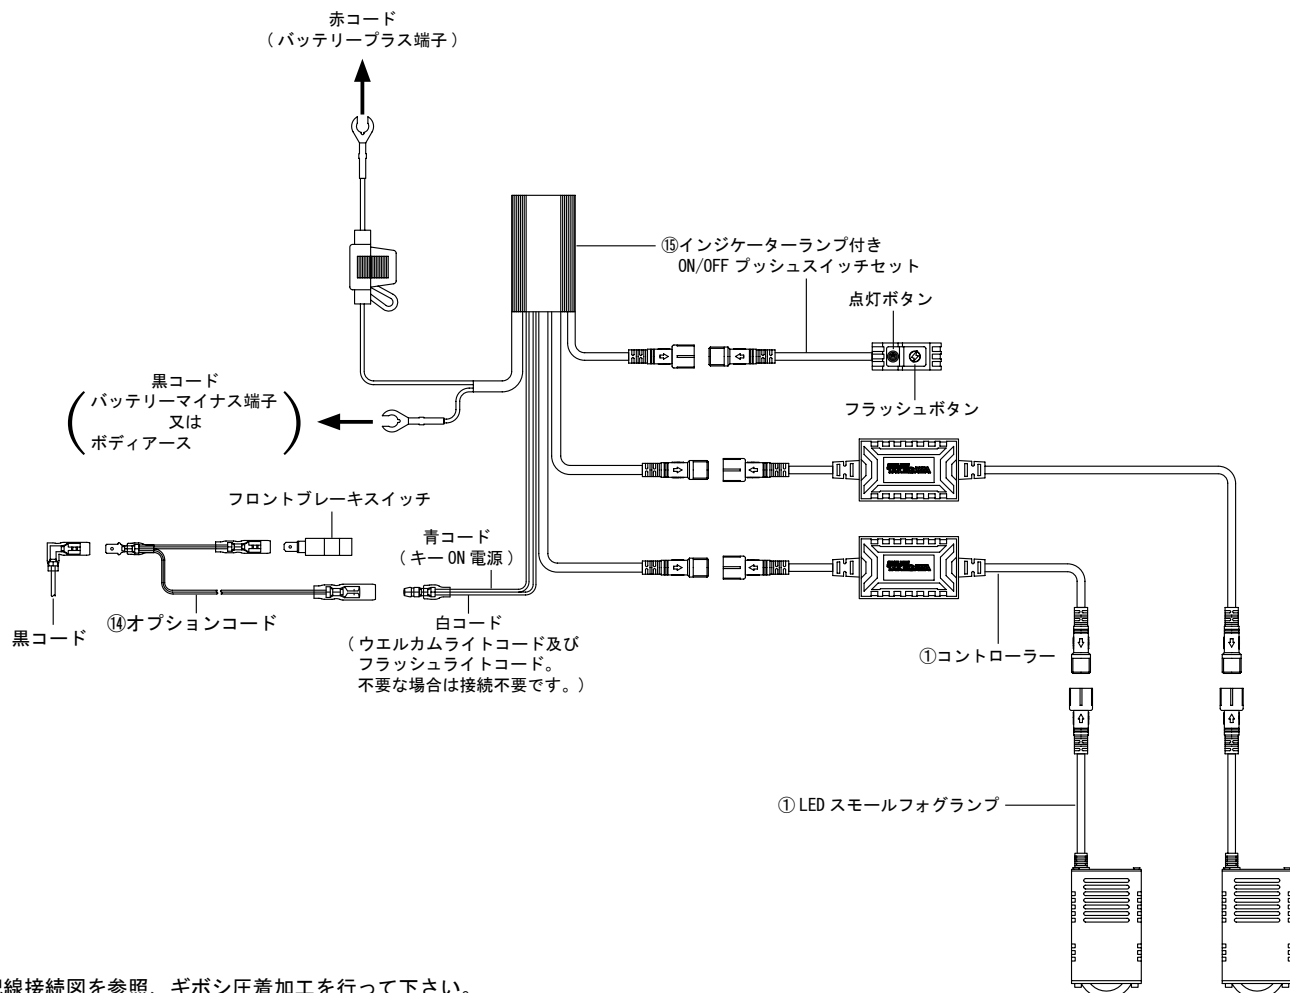 赤コード
(バッテリープラス端子)
⑮インジケーターランプ付き
ON/OFF プッシュスイッチセット
点灯ボタン
フラッシュボタン
黒コード
(バッテリーマイナス端子
又は
ボディアース)
フロントブレーキスイッチ
青コード
(キー ON 電源)
黒コード
⑭オプションコード
白コード
(ウエルカムライトコード及び
フラッシュライトコード。
不要な場合は接続不要です。)
①コントローラー
① LED スモールフォグランプ
線接続図を参照、ギボシ圧着加工を行って下さい。